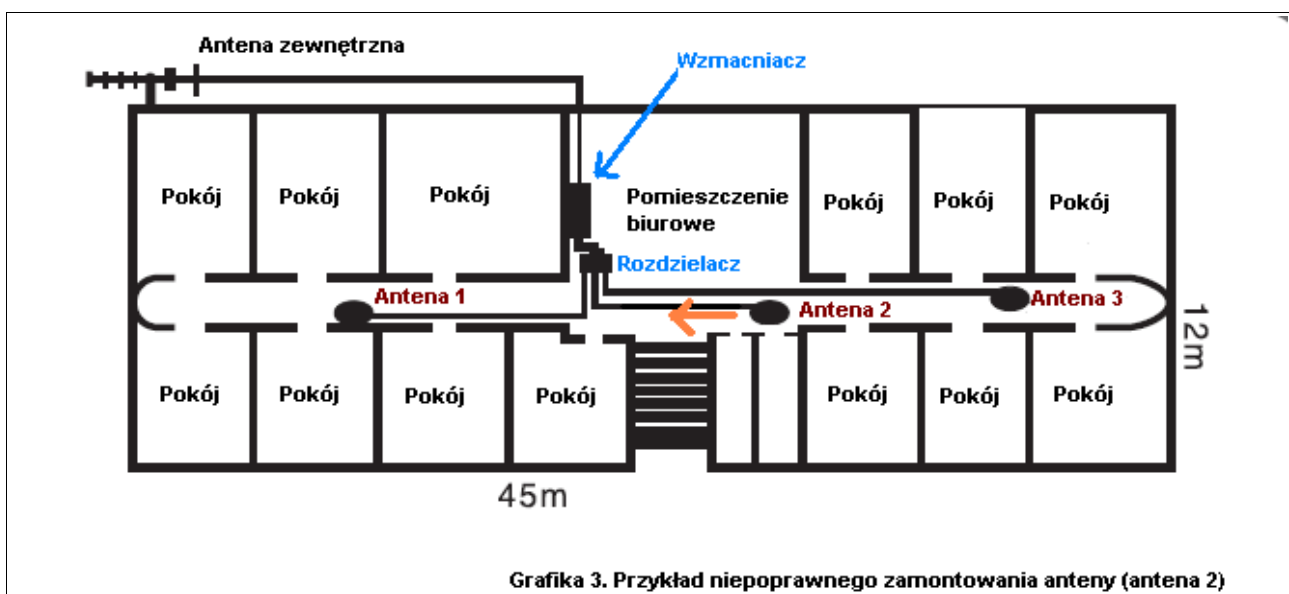 Antena zewnętrzna
Wzmacniacz
Pokój
Pokój
Pokój
Pomieszczenie
biurowe
Pokój
Pokój
Pokój
Rozdzielacz
Antena 1
Antena 2
Antena 3
12m
Pokój
Pokój
Pokój
Pokój
Pokój
Pokój
Pokój
45m
Grafika 3. Przykład niepoprawnego zamontowania anteny (antena 2)